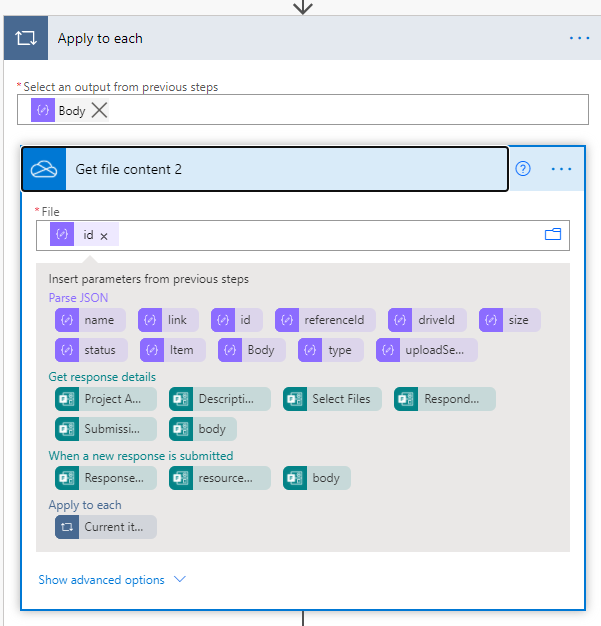 Apply to each
* Select an output from previous steps
Body
Get file content 2
* File
id
Insert parameters from previous steps
Parse JSON
name link id referenceId driveId size
status Item Body type uploadSe...
Get response details
Project A... Descripti... Select Files Respond...
Submissi... body
When a new response is submitted
Response... resource... body
Apply to each
Current it...
Show advanced options